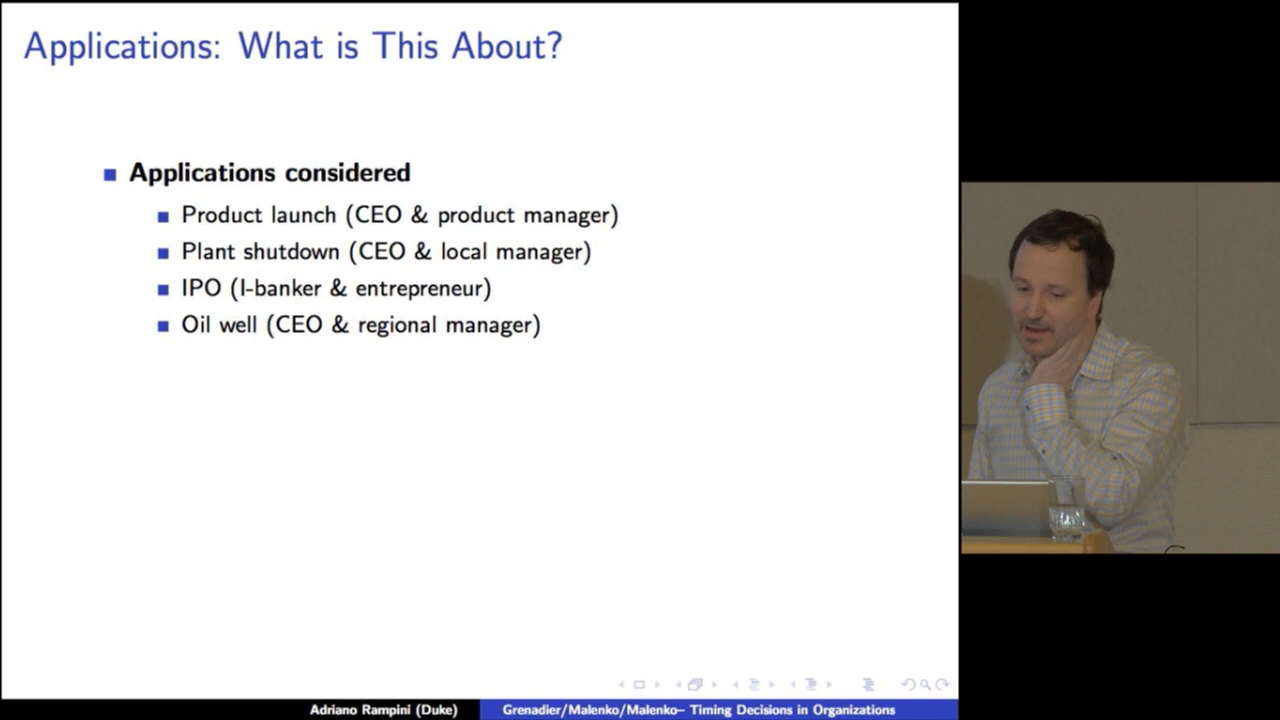 Applications: What is This About?
Applications considered
Product launch (CEO & product manager)
Plant shutdown (CEO & local manager)
IPO (I-banker & entrepreneur)
Oil well (CEO & regional manager)
Adriano Rampini (Duke)
Grenadier/Malenko/Malenko– Timing Decisions in Organizations